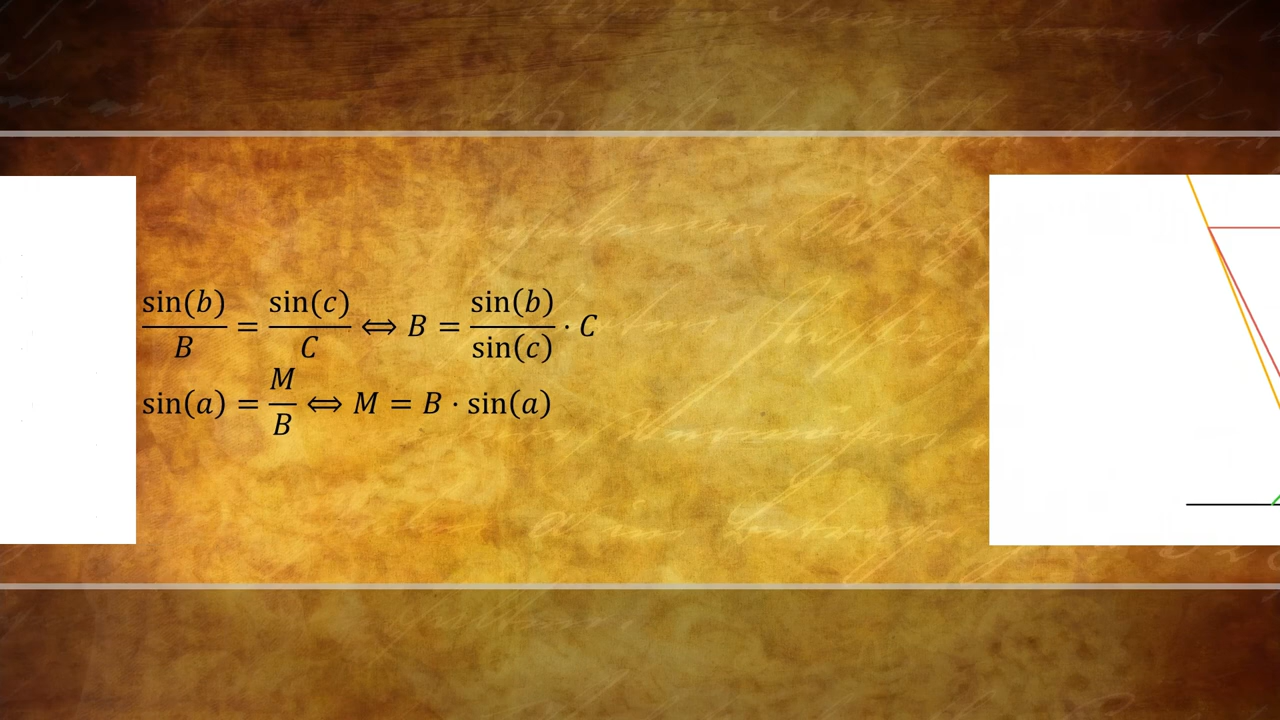 sin(b)/B = sin(c)/C ⟺ B = sin(b)/sin(c) · C
sin(a) = M/B ⟺ M = B · sin(a)